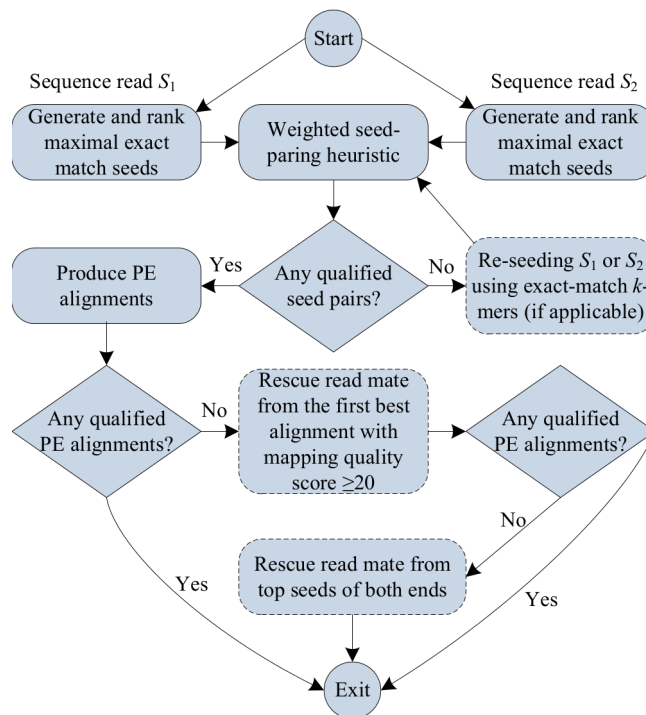 Start
Sequence read S1
Sequence read S2
Generate and rank
maximal exact
match seeds
Weighted seed-
paring heuristic
Generate and rank
maximal exact
match seeds
Produce PE
alignments
Yes
Any qualified
seed pairs?
No
Re-seeding S1 or S2
using exact-match k-
mers (if applicable)
Any qualified
PE alignments?
No
Rescue read mate
from the first best
alignment with
mapping quality
score ≥20
Any qualified
PE alignments?
No
Rescue read mate from
top seeds of both ends
Yes
Yes
Exit